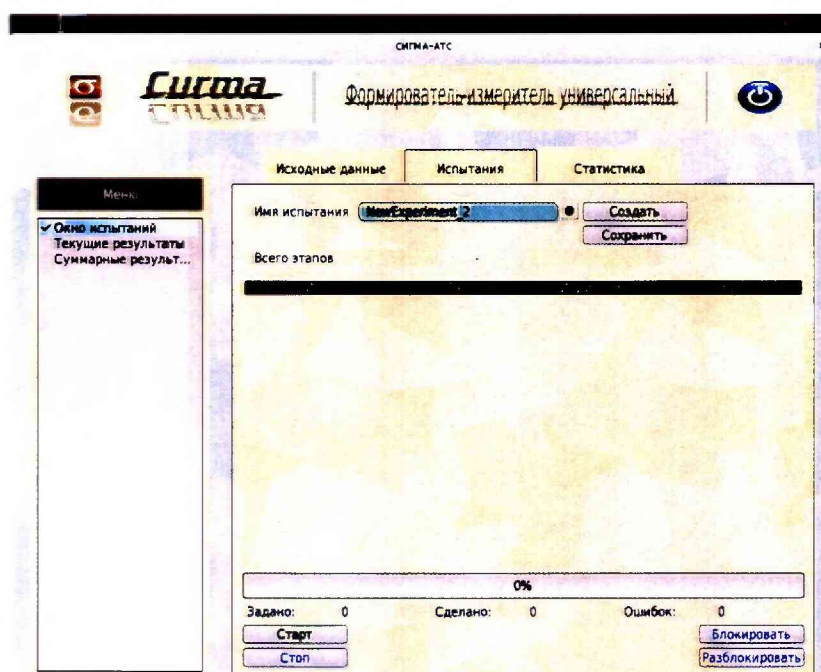 СИГМА-АТС
Сигма
Формирователь-измеритель универсальный
Исходные данные
Испытания
Статистика
Меню
✔ Окно испытаний
Текущие результаты
Суммарные результ...
Имя испытания NewExperiment_2 Создать
Сохранить
Всего этапов -
0%
Задано: 0 Сделано: 0 Ошибок: 0
Старт Блокировать
Стоп Разблокировать